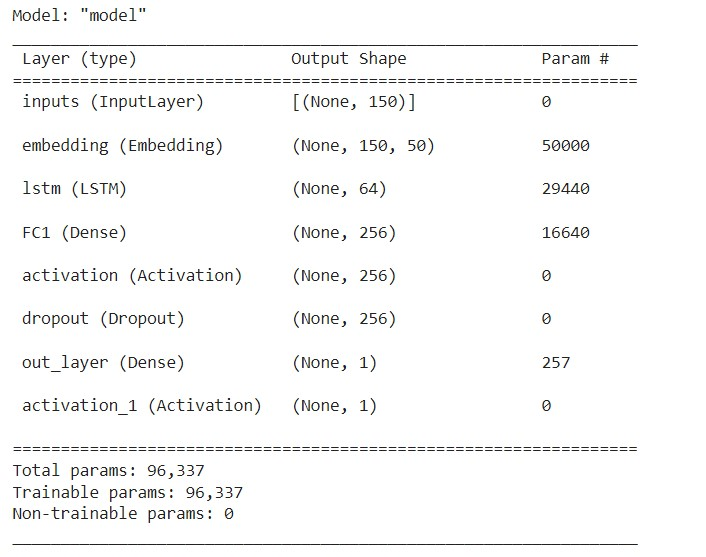 Model: "model"
Layer (type) Output Shape Param #
inputs (InputLayer) [(None, 150)] 0
embedding (Embedding) (None, 150, 50) 50000
lstm (LSTM) (None, 64) 29440
FC1 (Dense) (None, 256) 16640
activation (Activation) (None, 256) 0
dropout (Dropout) (None, 256) 0
out_layer (Dense) (None, 1) 257
activation_1 (Activation) (None, 1) 0
Total params: 96,337
Trainable params: 96,337
Non-trainable params: 0